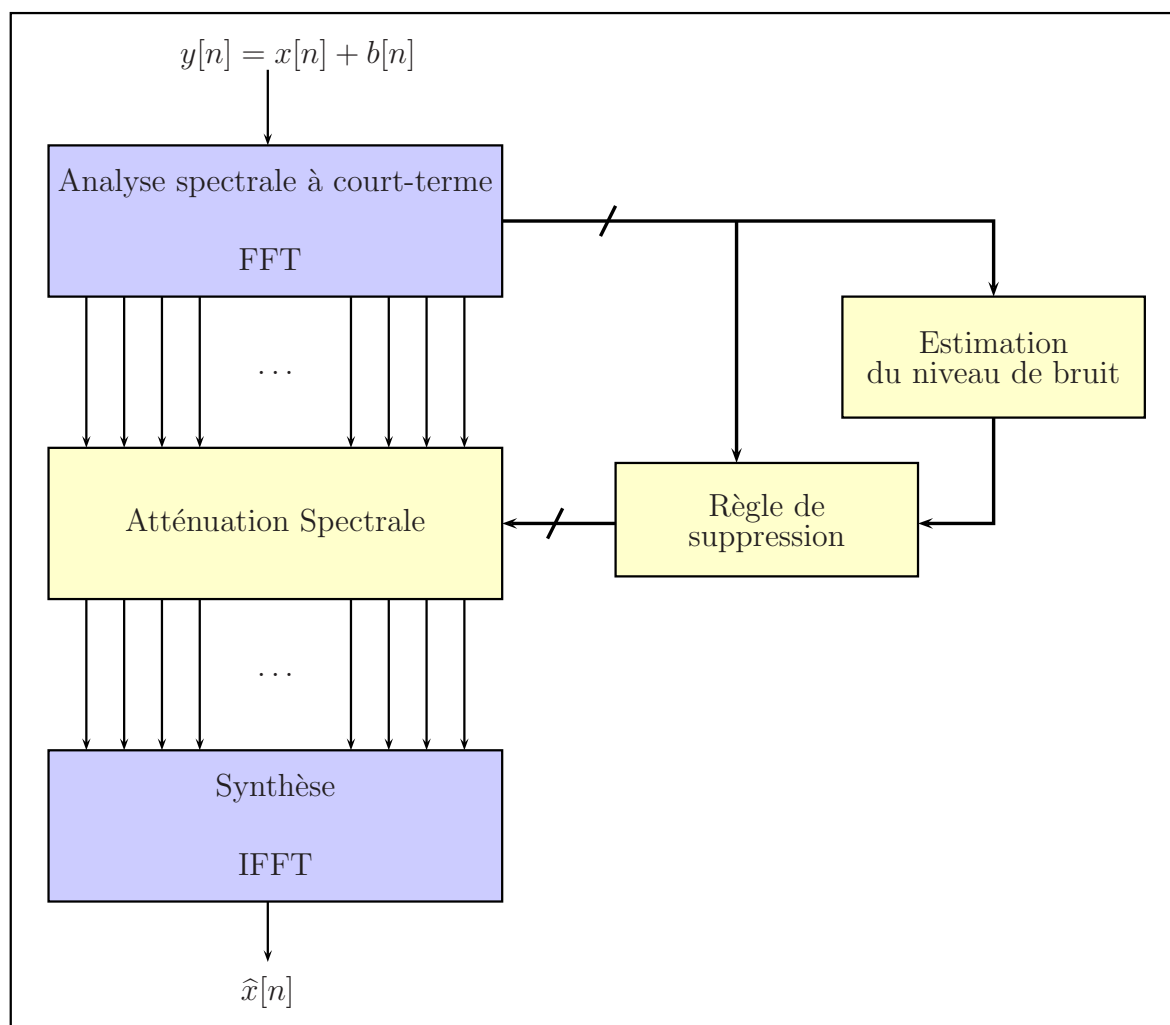 y[n] = x[n] + b[n]
Analyse spectrale à court-terme
FFT
. . .
Estimation
du niveau de bruit
Atténuation Spectrale
Règle de
suppression
. . .
Synthèse
IFFT
x̂[n]